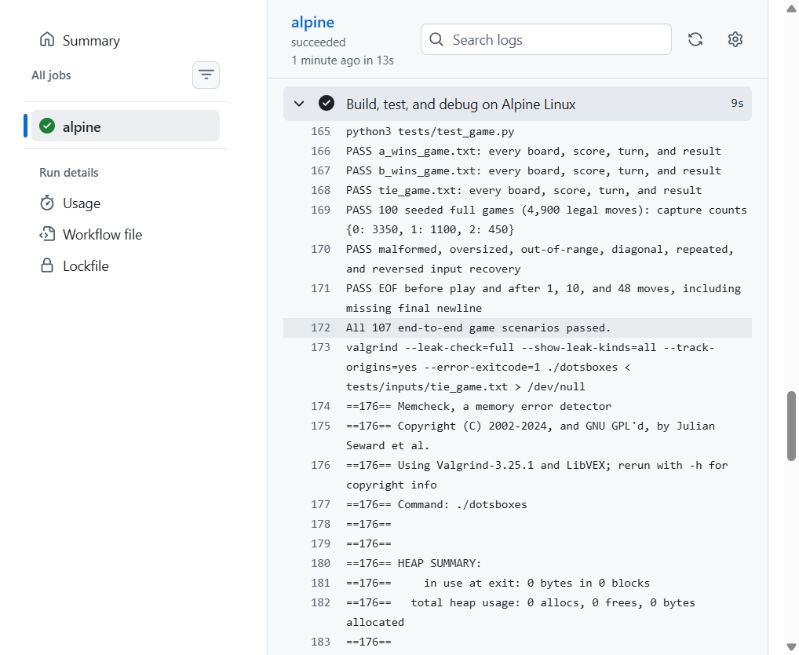 Summary
All jobs
alpine
Run details
Usage
Workflow file
Lockfile
alpine
succeeded
1 minute ago in 13s
Search logs
Build, test, and debug on Alpine Linux 9s
165 python3 tests/test_game.py
166 PASS a_wins_game.txt: every board, score, turn, and result
167 PASS b_wins_game.txt: every board, score, turn, and result
168 PASS tie_game.txt: every board, score, turn, and result
169 PASS 100 seeded full games (4,900 legal moves): capture counts
{0: 3350, 1: 1100, 2: 450}
170 PASS malformed, oversized, out-of-range, diagonal, repeated,
and reversed input recovery
171 PASS EOF before play and after 1, 10, and 48 moves, including
missing final newline
172 All 107 end-to-end game scenarios passed.
173 valgrind --leak-check=full --show-leak-kinds=all --track-
origins=yes --error-exitcode=1 ./dotsboxes <
tests/inputs/tie_game.txt > /dev/null
174 ==176== Memcheck, a memory error detector
175 ==176== Copyright (C) 2002-2024, and GNU GPL'd, by Julian
Seward et al.
176 ==176== Using Valgrind-3.25.1 and LibVEX; rerun with -h for
copyright info
177 ==176== Command: ./dotsboxes
178 ==176==
179 ==176==
180 ==176== HEAP SUMMARY:
181 ==176==     in use at exit: 0 bytes in 0 blocks
182 ==176==   total heap usage: 0 allocs, 0 frees, 0 bytes
allocated
183 ==176==